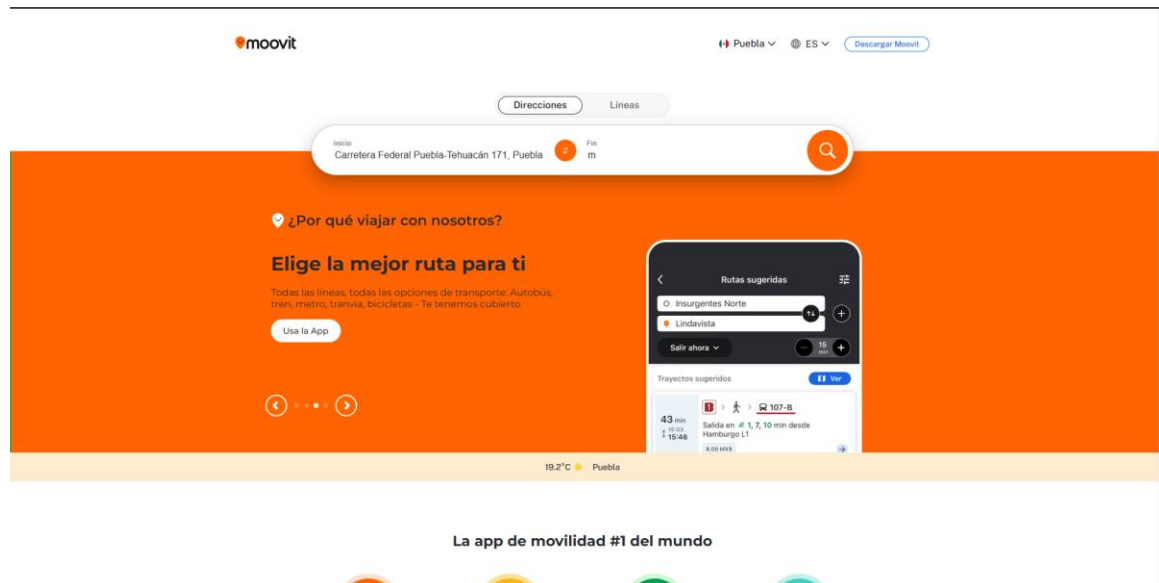 moovit
Puebla
ES
Descargar Moovit
Direcciones
Líneas
Inicio
Carretera Federal Puebla-Tehuacán 171, Puebla
Fin
m
¿Por qué viajar con nosotros?
Elige la mejor ruta para ti
Todas las líneas, todas las opciones de transporte: Autobús,
tren, metro, tranvía, bicicletas - Te tenemos cubierto
Usa la App
Rutas sugeridas
Insurgentes Norte
Lindavista
Salir ahora
15
min
Trayectos sugeridos
Ver
43 min
15:03
15:46
1
107-B
Salida en 1, 7, 10 min desde
Hamburgo L1
19.2°C
Puebla
La app de movilidad #1 del mundo